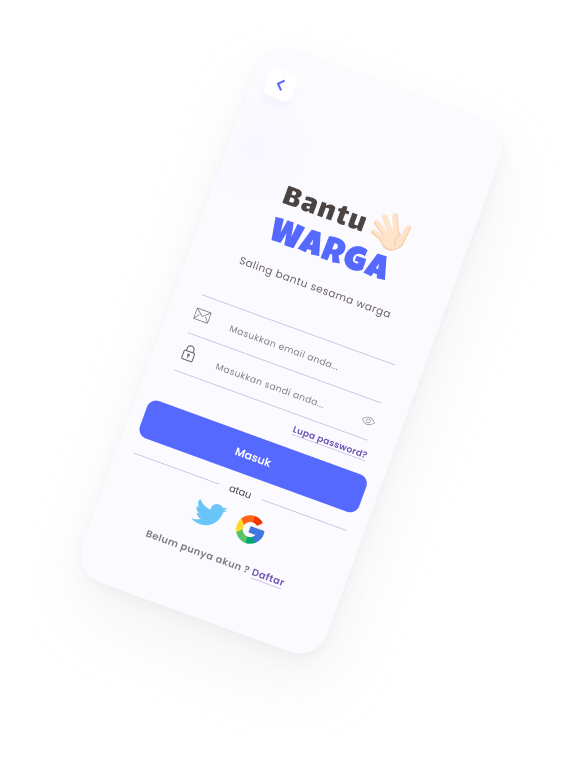 Bantu
WARGA
Saling bantu sesama warga
Masukkan email anda...
Masukkan sandi anda...
Lupa password?
Masuk
atau
Belum punya akun ? Daftar